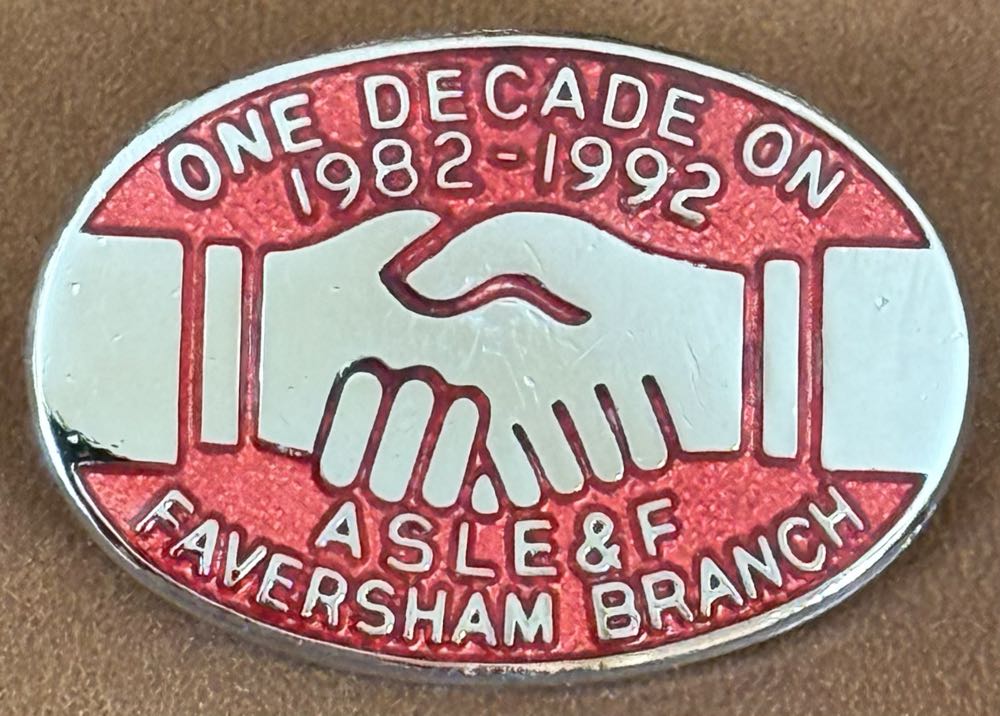 ONE DECADE ON
1982-1992
ASLE&F
FAVERSHAM BRANCH